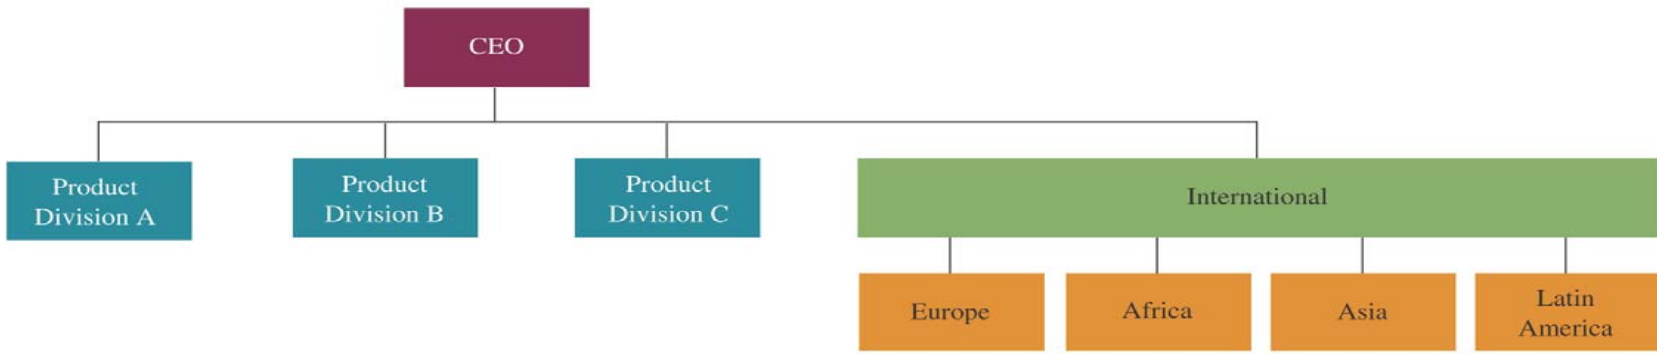 CEO
Product
Division A
Product
Division B
Product
Division C
International
Europe
Africa
Asia
Latin
America